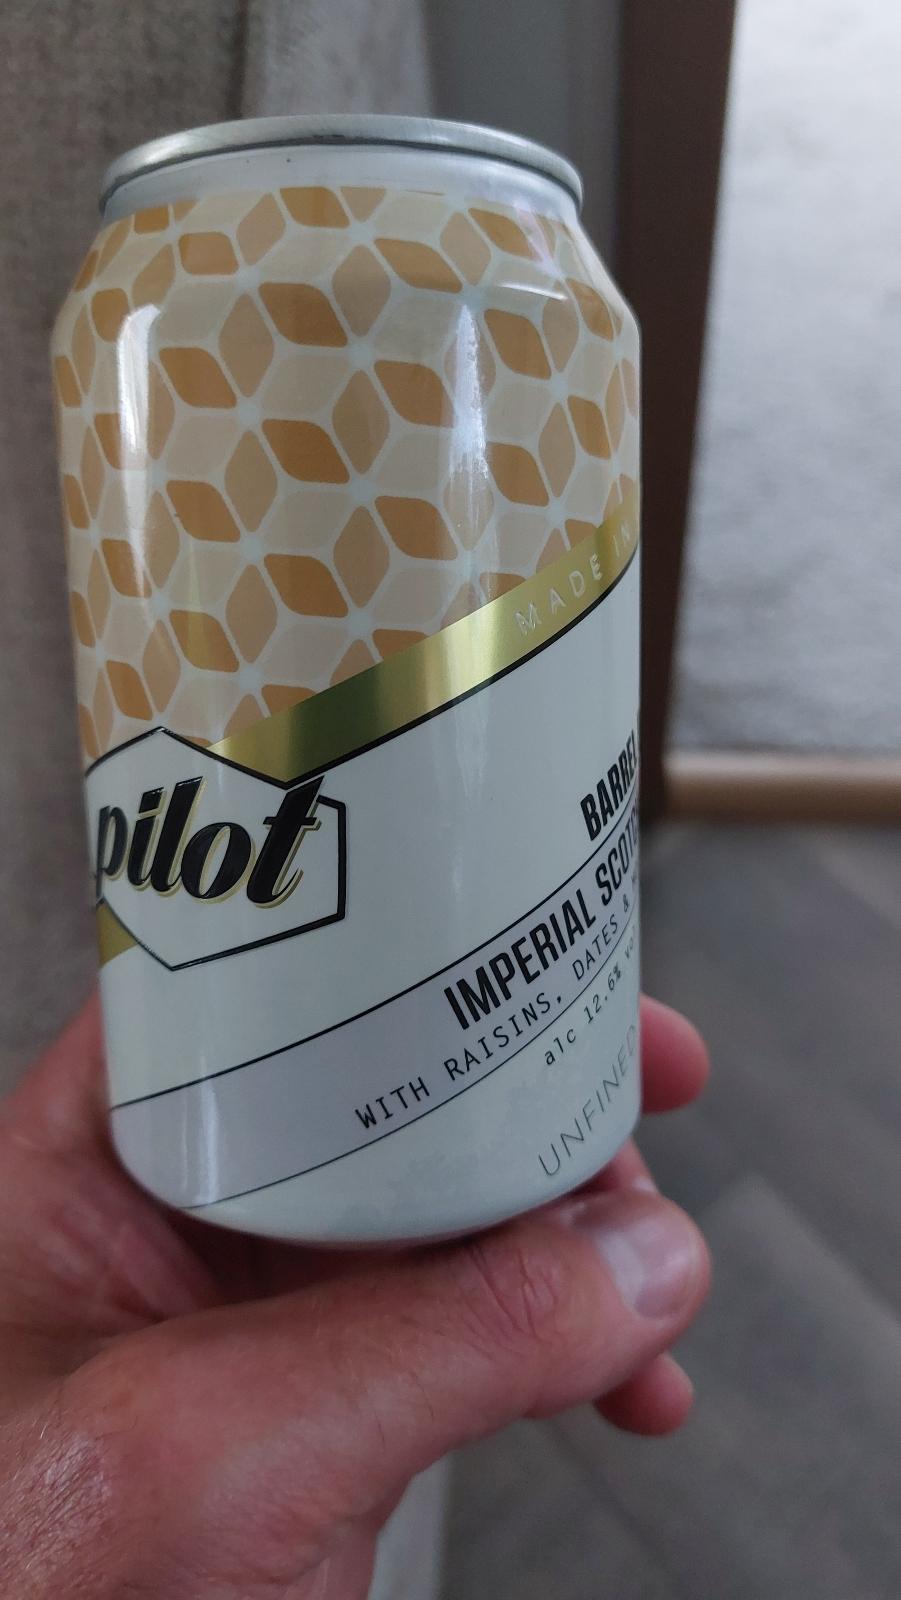 MADE IN
pilot
BARREL
IMPERIAL SCOTCH
WITH RAISINS, DATES &
alc 12.6% vol
UNFINED